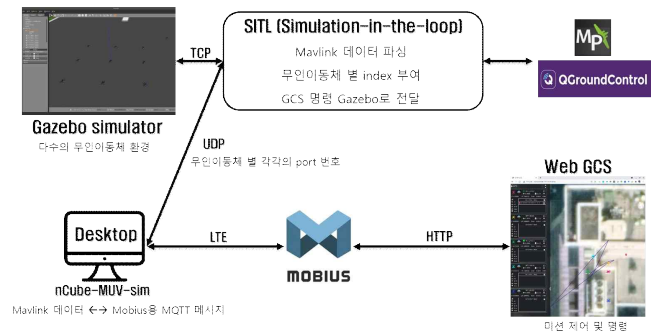 SITL (Simulation-in-the-loop)
Mavlink 데이터 파싱
무인이동체 별 index 부여
GCS 명령 Gazebo로 전달
TCP
MP
QGroundControl
Gazebo simulator
다수의 무인이동체 환경
UDP
무인이동체 별 각각의 port 번호
Web GCS
Desktop
LTE
HTTP
MOBIUS
nCube-MUV-sim
Mavlink 데이터 ←→ Mobius용 MQTT 메시지
미션 제어 및 명령